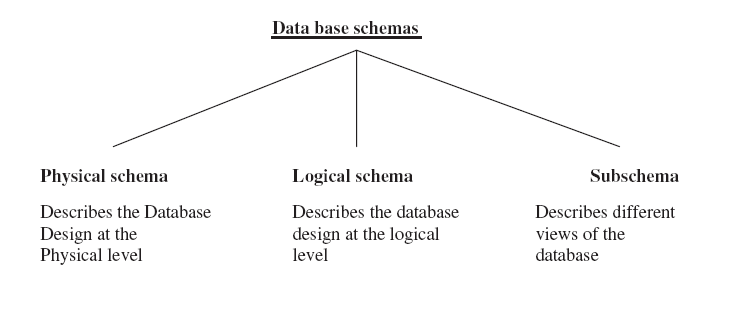 Data base schemas
Physical schema
Describes the Database
Design at the
Physical level
Logical schema
Describes the database
design at the logical
level
Subschema
Describes different
views of the
database